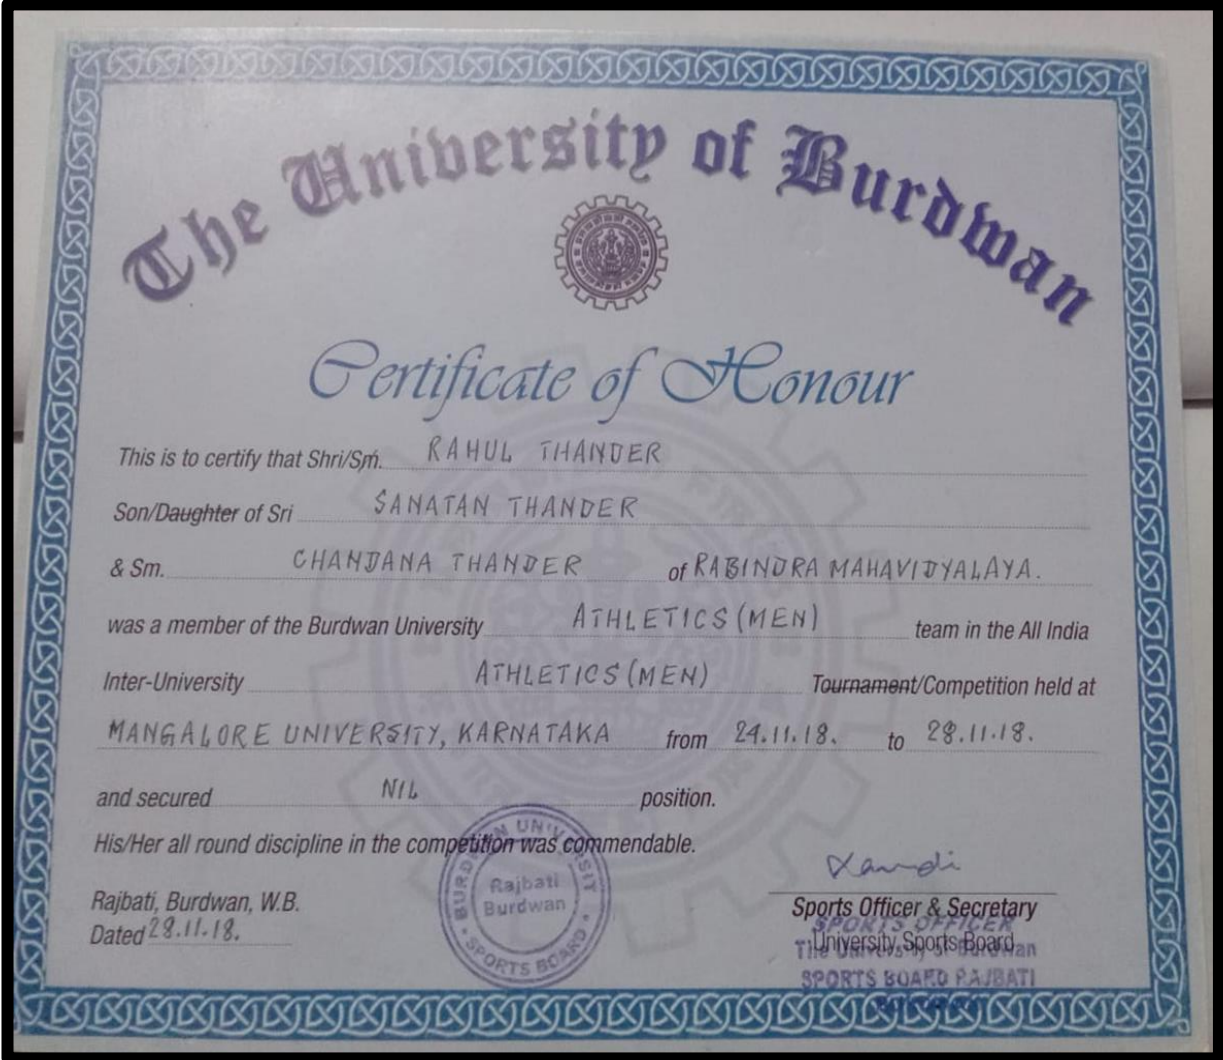 The University of Burdwan
Certificate of Honour
This is to certify that Shri/Sm. RAHUL THANDER
Son/Daughter of Sri SANATAN THANDER
& Sm. CHANDANA THANDER of RABINDRA MAHAVIDYALAYA.
was a member of the Burdwan University ATHLETICS (MEN) team in the All India
Inter-University ATHLETICS (MEN) Tournament/Competition held at
MANGALORE UNIVERSITY, KARNATAKA from 24.11.18. to 28.11.18.
and secured NIL position.
His/Her all round discipline in the competition was commendable.
BURDWAN UNIVERSITY
Rajbati
Burdwan
SPORTS BOARD
Rajbati, Burdwan, W.B.
Dated 28.11.18.
Sports Officer & Secretary
SPORTS OFFICER
University Sports Board
The University of Burdwan
SPORTS BOARD RAJBATI